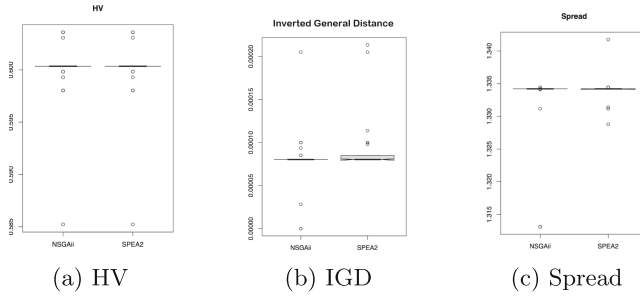 HV
0.585 0.590 0.595 0.600
NSGAii SPEA2
(a) HV
Inverted General Distance
0.00000 0.00005 0.00010 0.00015 0.00020
NSGAii SPEA2
(b) IGD
Spread
1.315 1.320 1.325 1.330 1.335 1.340
NSGAii SPEA2
(c) Spread